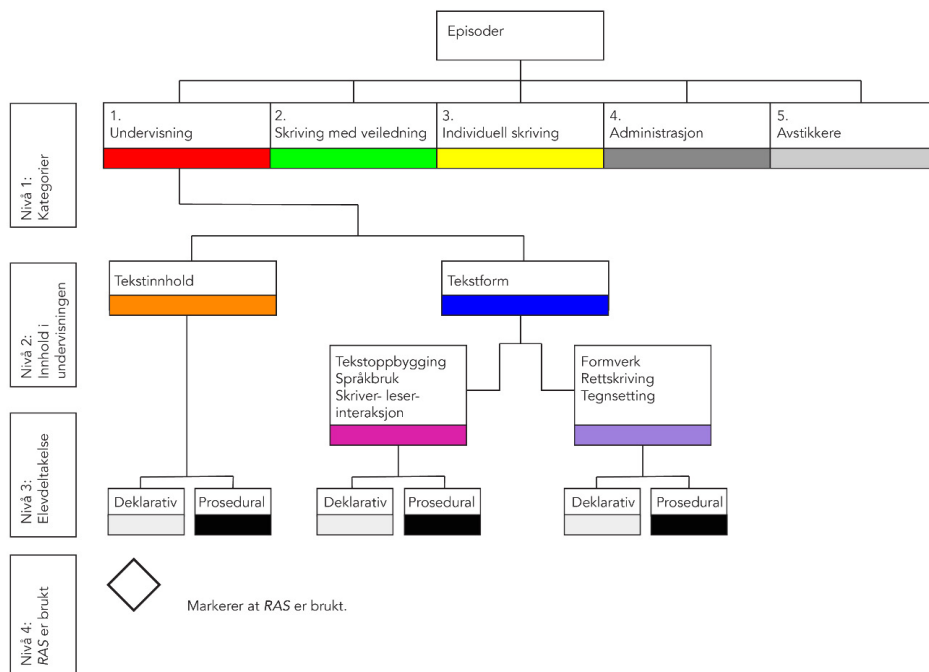 Episoder
Nivå 1:
Kategorier
1.
Undervisning
2.
Skriving med veiledning
3.
Individuell skriving
4.
Administrasjon
5.
Avstikkere
Nivå 2:
Innhold i
undervisningen
Tekstinnhold
Tekstform
Tekstoppbygging
Språkbruk
Skriver- leser-
interaksjon
Formverk
Rettskriving
Tegnsetting
Nivå 3:
Elevdeltakelse
Deklarativ
Prosedural
Deklarativ
Prosedural
Deklarativ
Prosedural
Nivå 4:
RAS er brukt
Markerer at RAS er brukt.